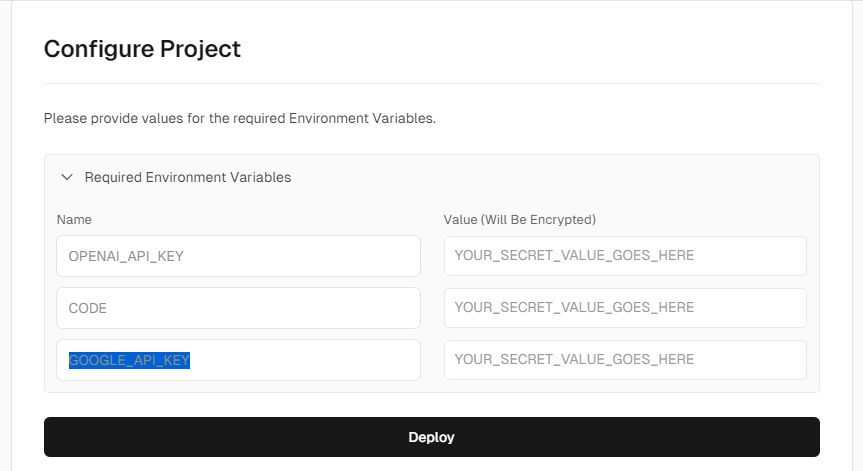 Configure Project
Please provide values for the required Environment Variables.
Required Environment Variables
Name Value (Will Be Encrypted)
OPENAI_API_KEY YOUR_SECRET_VALUE_GOES_HERE
CODE YOUR_SECRET_VALUE_GOES_HERE
GOOGLE_API_KEY YOUR_SECRET_VALUE_GOES_HERE
Deploy